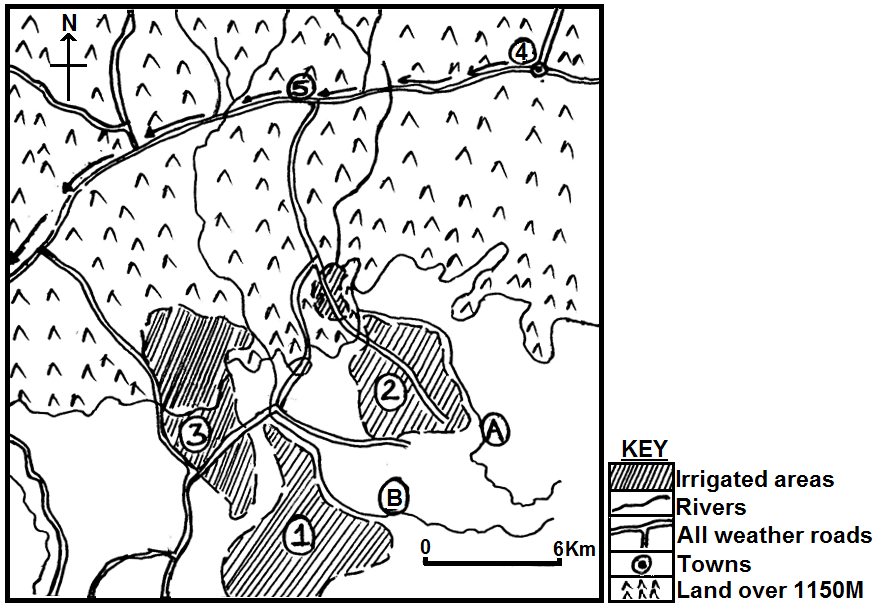 N
4
5
2
3
A
B
1
0 6Km
KEY
Irrigated areas
Rivers
All weather roads
Towns
Land over 1150M